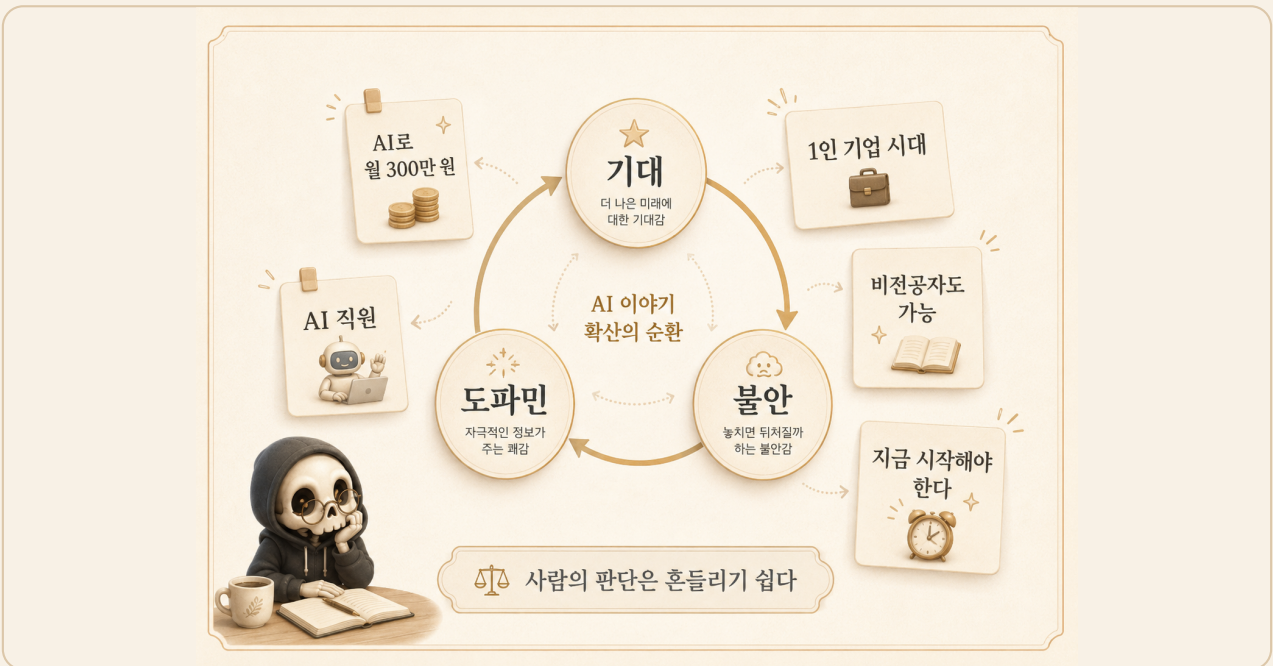 AI로
월 300만 원
기대
더 나은 미래에
대한 기대감
1인 기업 시대
AI 직원
AI 이야기
확산의 순환
비전공자도
가능
도파민
자극적인 정보가
주는 쾌감
불안
놓치면 뒤처질까
하는 불안감
지금 시작해야
한다
사람의 판단은 흔들리기 쉽다